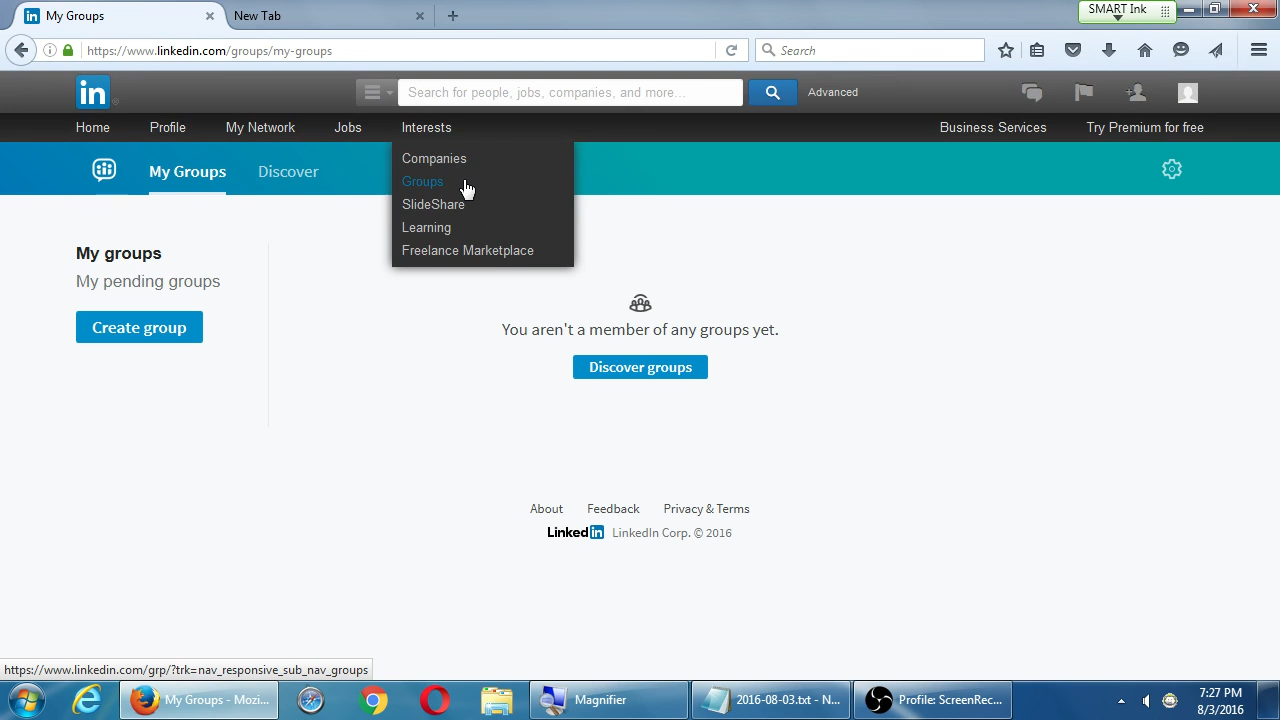 My Groups
New Tab
SMART Ink
https://www.linkedin.com/groups/my-groups
Search
in
Search for people, jobs, companies, and more...
Advanced
Home Profile My Network Jobs Interests Business Services Try Premium for free
My Groups Discover
Companies
Groups
SlideShare
Learning
Freelance Marketplace
My groups
My pending groups
Create group
You aren't a member of any groups yet.
Discover groups
About Feedback Privacy & Terms
Linked in LinkedIn Corp. © 2016
https://www.linkedin.com/grp/?trk=nav_responsive_sub_nav_groups
My Groups - Mozi...
Magnifier
2016-08-03.txt - N...
Profile: ScreenRec...
7:27 PM
8/3/2016